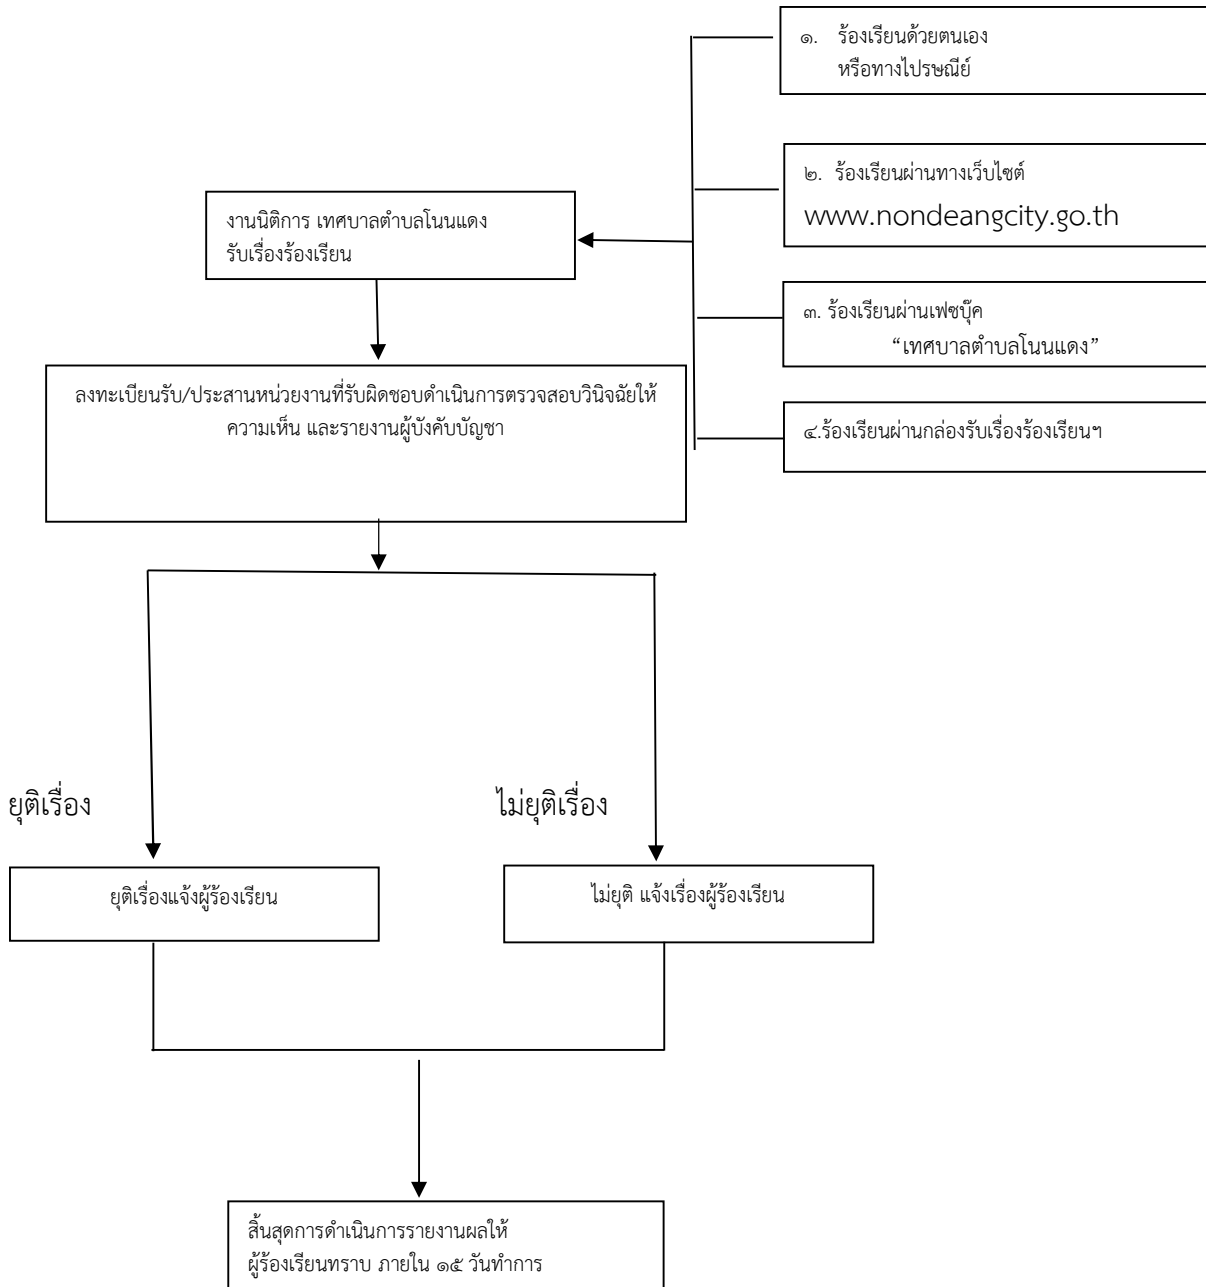 ๑. ร้องเรียนด้วยตนเอง
หรือทางไปรษณีย์
๒. ร้องเรียนผ่านทางเว็บไซต์
www.nondeangcity.go.th
งานนิติการ เทศบาลตำบลโนนแดง
รับเรื่องร้องเรียน
๓. ร้องเรียนผ่านเฟซบุ๊ค
“เทศบาลตำบลโนนแดง”
ลงทะเบียนรับ/ประสานหน่วยงานที่รับผิดชอบดำเนินการตรวจสอบวินิจฉัยให้
ความเห็น และรายงานผู้บังคับบัญชา
๔.ร้องเรียนผ่านกล่องรับเรื่องร้องเรียนฯ
ยุติเรื่อง
ไม่ยุติเรื่อง
ยุติเรื่องแจ้งผู้ร้องเรียน
ไม่ยุติ แจ้งเรื่องผู้ร้องเรียน
สิ้นสุดการดำเนินการรายงานผลให้
ผู้ร้องเรียนทราบ ภายใน ๑๕ วันทำการ